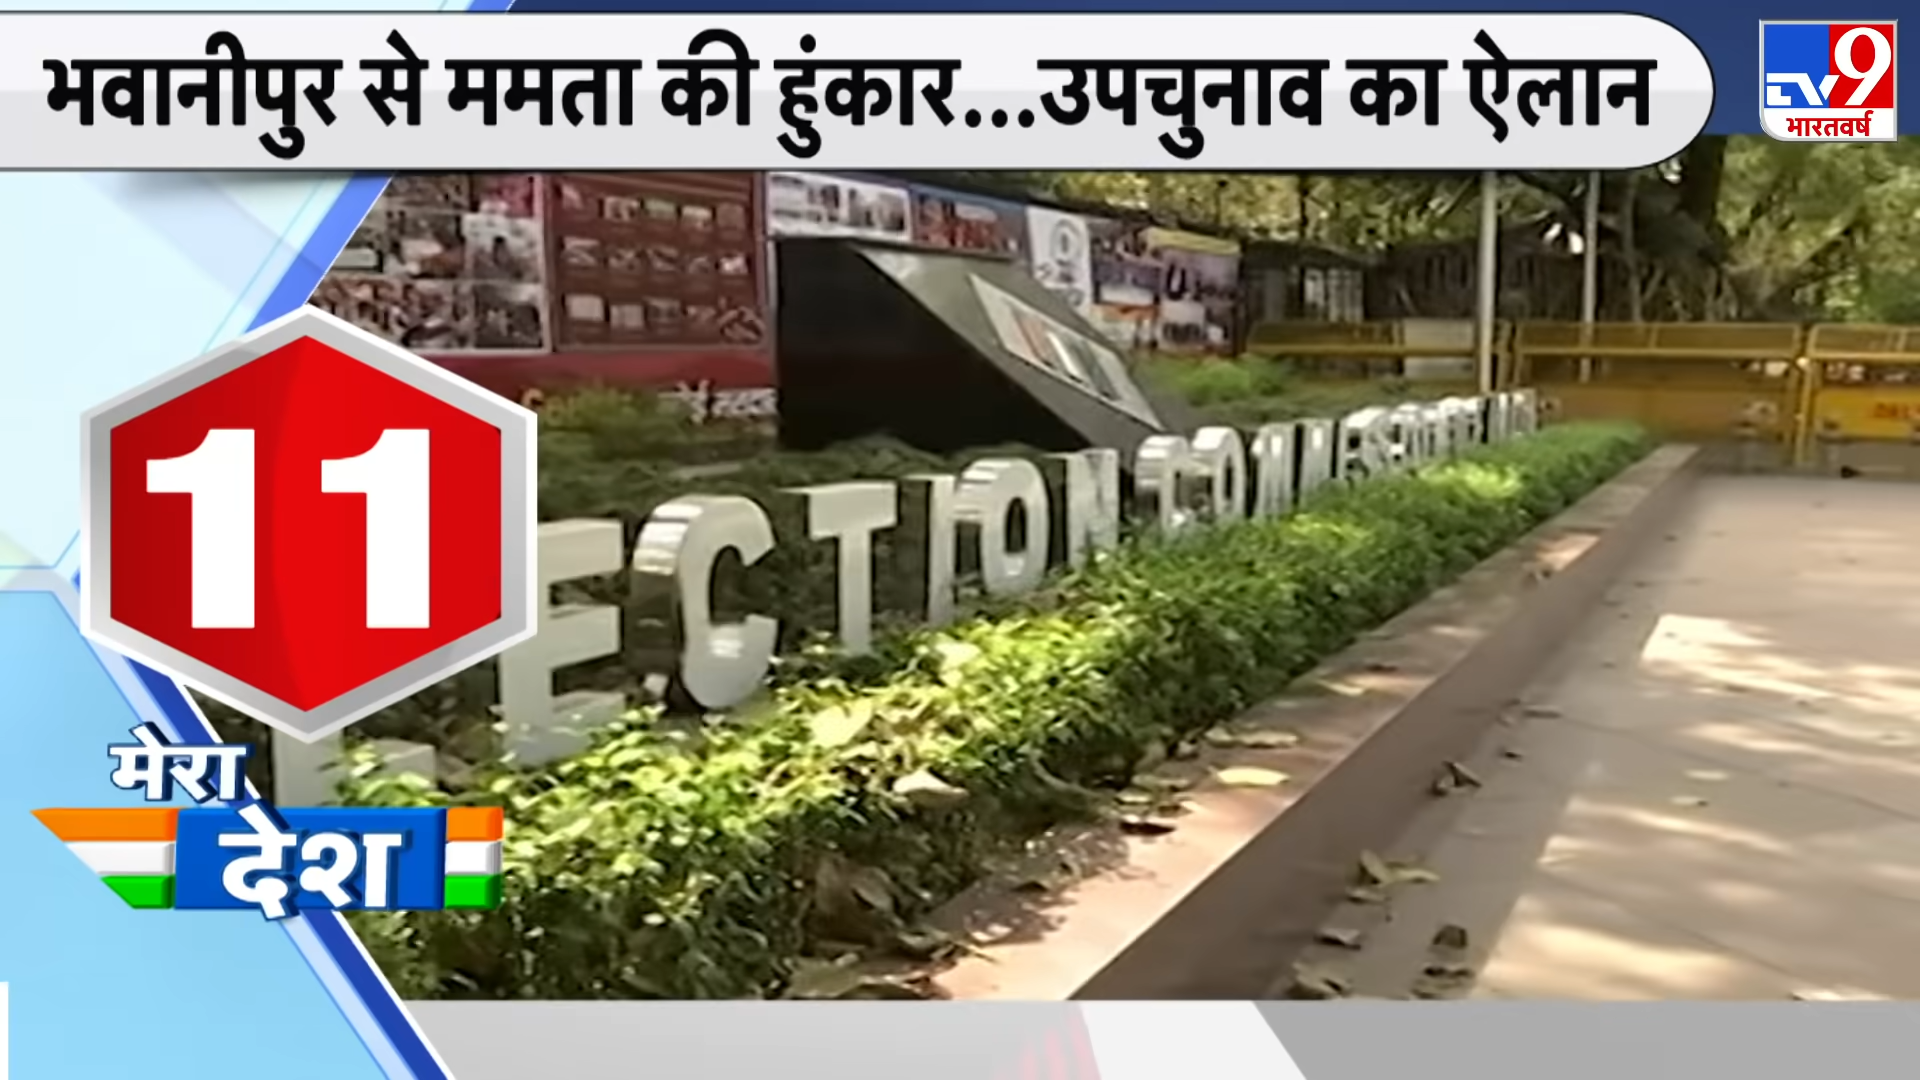 भवानीपुर से ममता की हुंकार...उपचुनाव का ऐलान
TV9
भारतवर्ष
11
ECTION COMMISSION
मेरा
देश